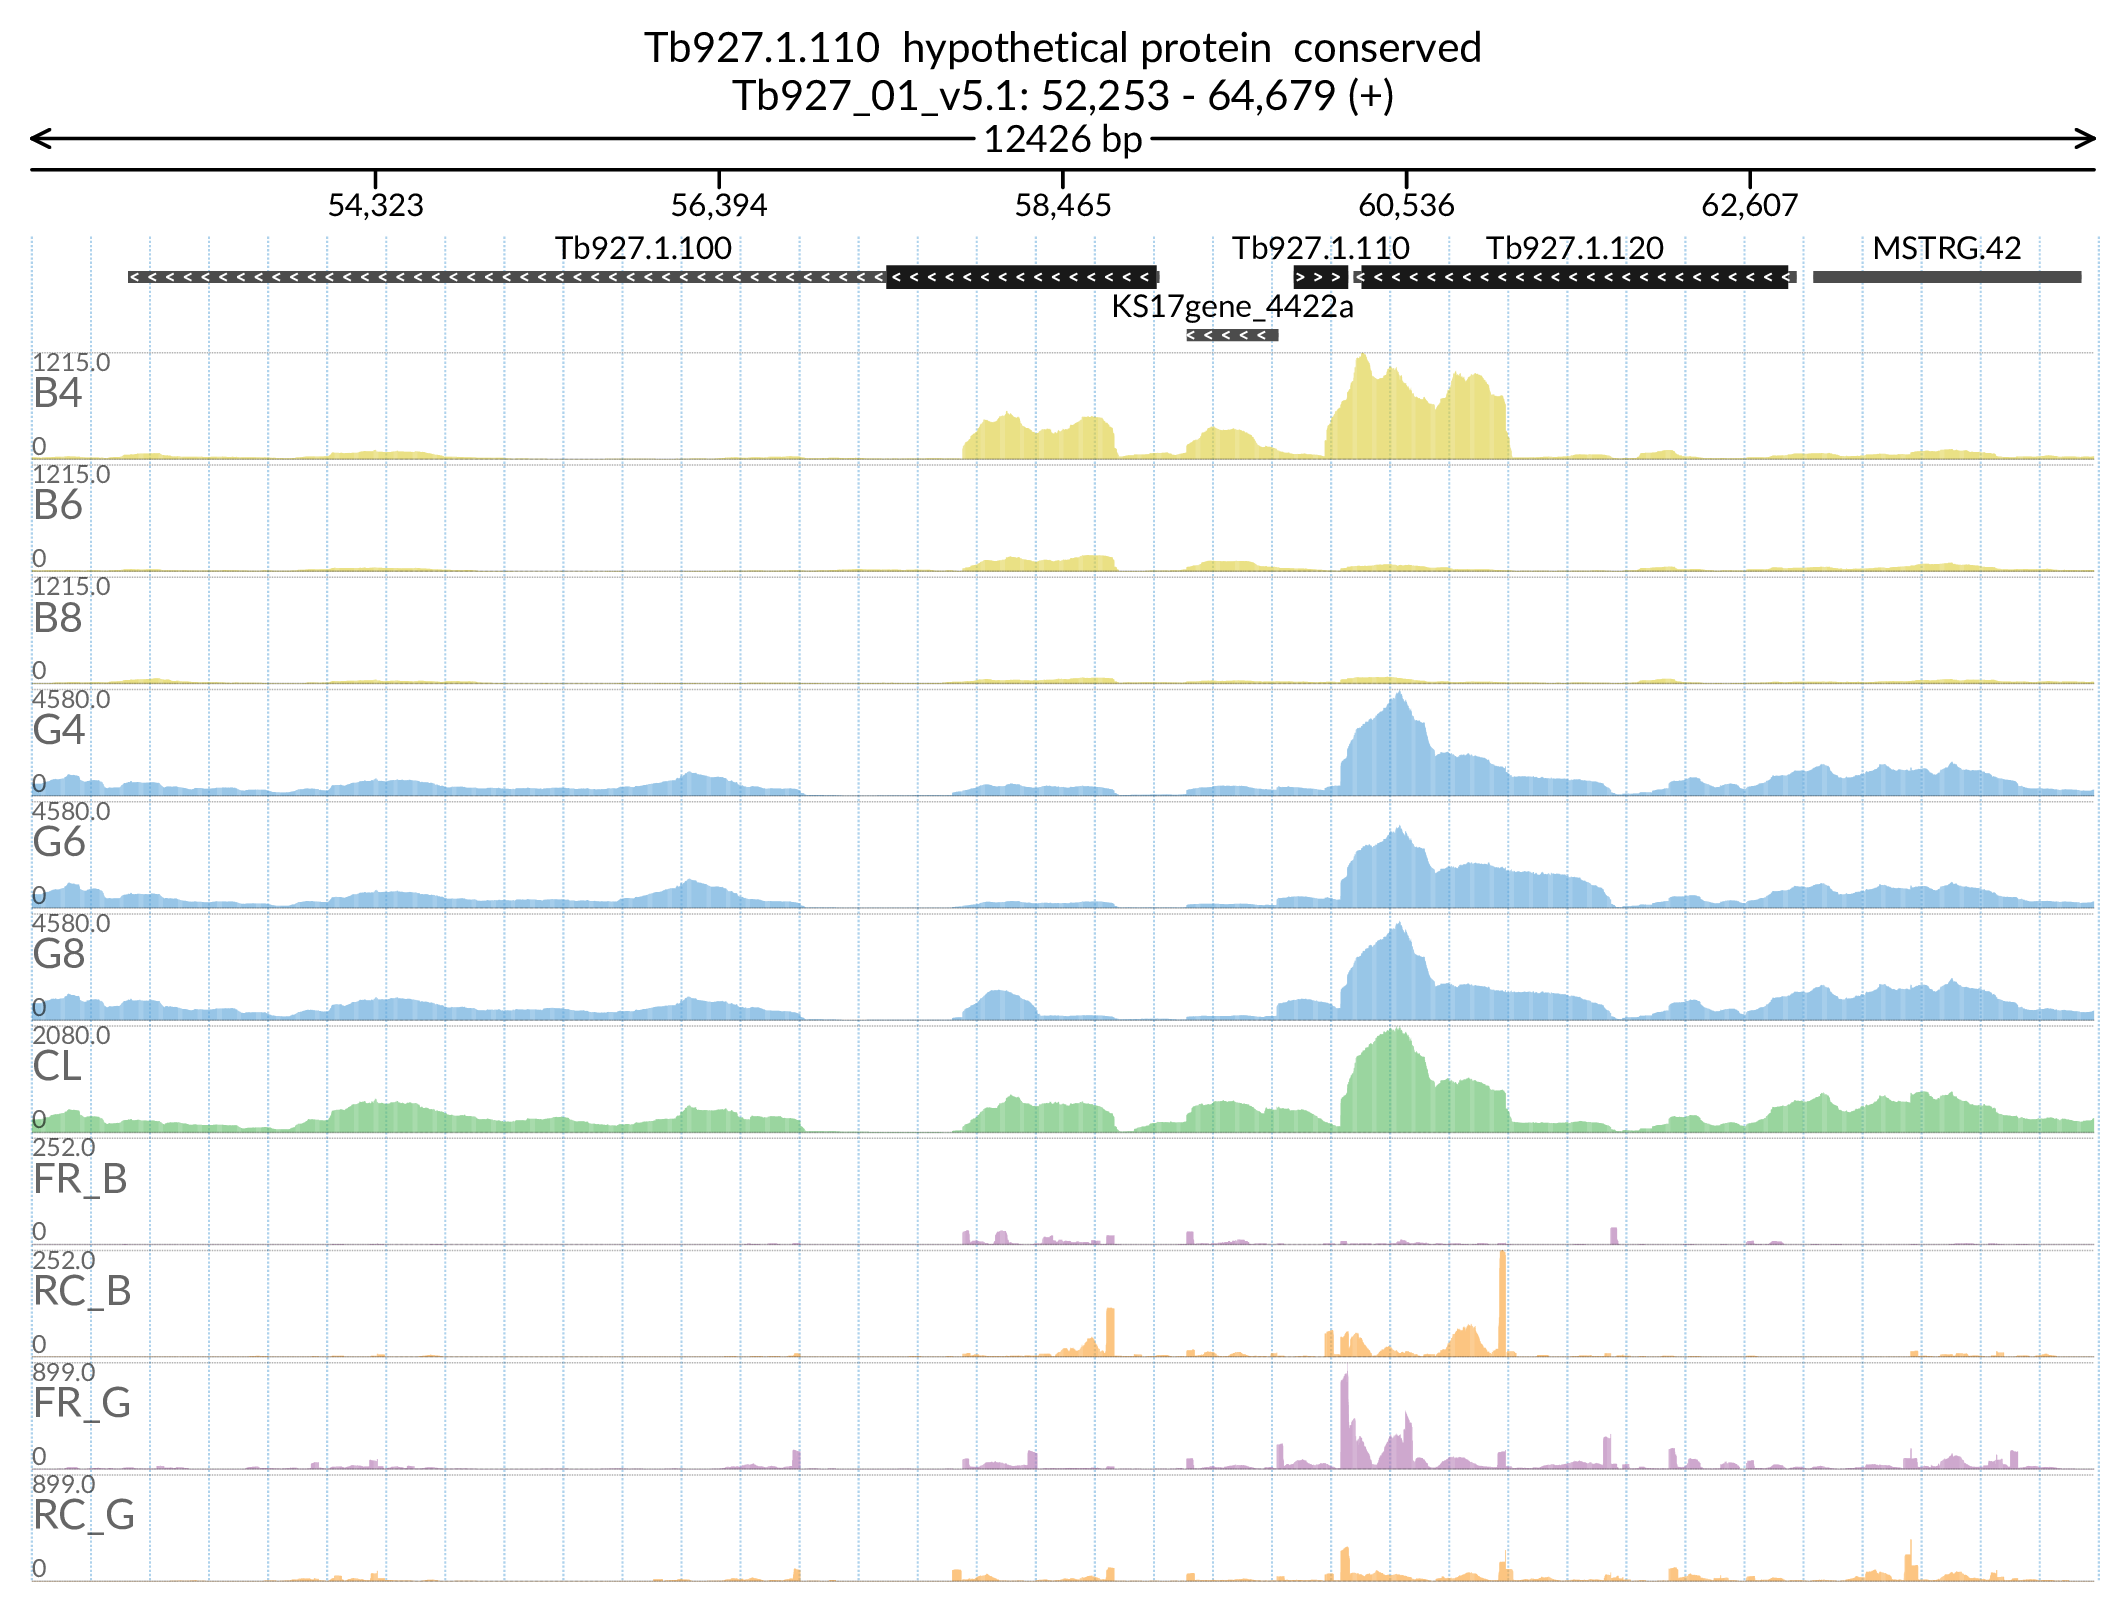 Tb927.1.110  hypothetical protein  conserved
Tb927_01_v5.1: 52,253 - 64,679 (+)
12426 bp
54,323 56,394 58,465 60,536 62,607
Tb927.1.100 Tb927.1.110 Tb927.1.120 MSTRG.42
KS17gene_4422a
1215.0
B4
0
1215.0
B6
0
1215.0
B8
0
4580.0
G4
0
4580.0
G6
0
4580.0
G8
0
2080.0
CL
0
252.0
FR_B
0
252.0
RC_B
0
899.0
FR_G
0
899.0
RC_G
0